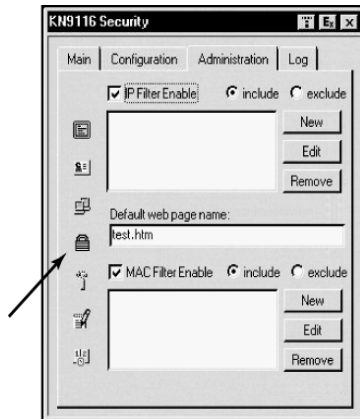 KN9116 Security
Main Configuration Administration Log
IP Filter Enable include exclude
New
Edit
Remove
Default web page name:
test.htm
MAC Filter Enable include exclude
New
Edit
Remove